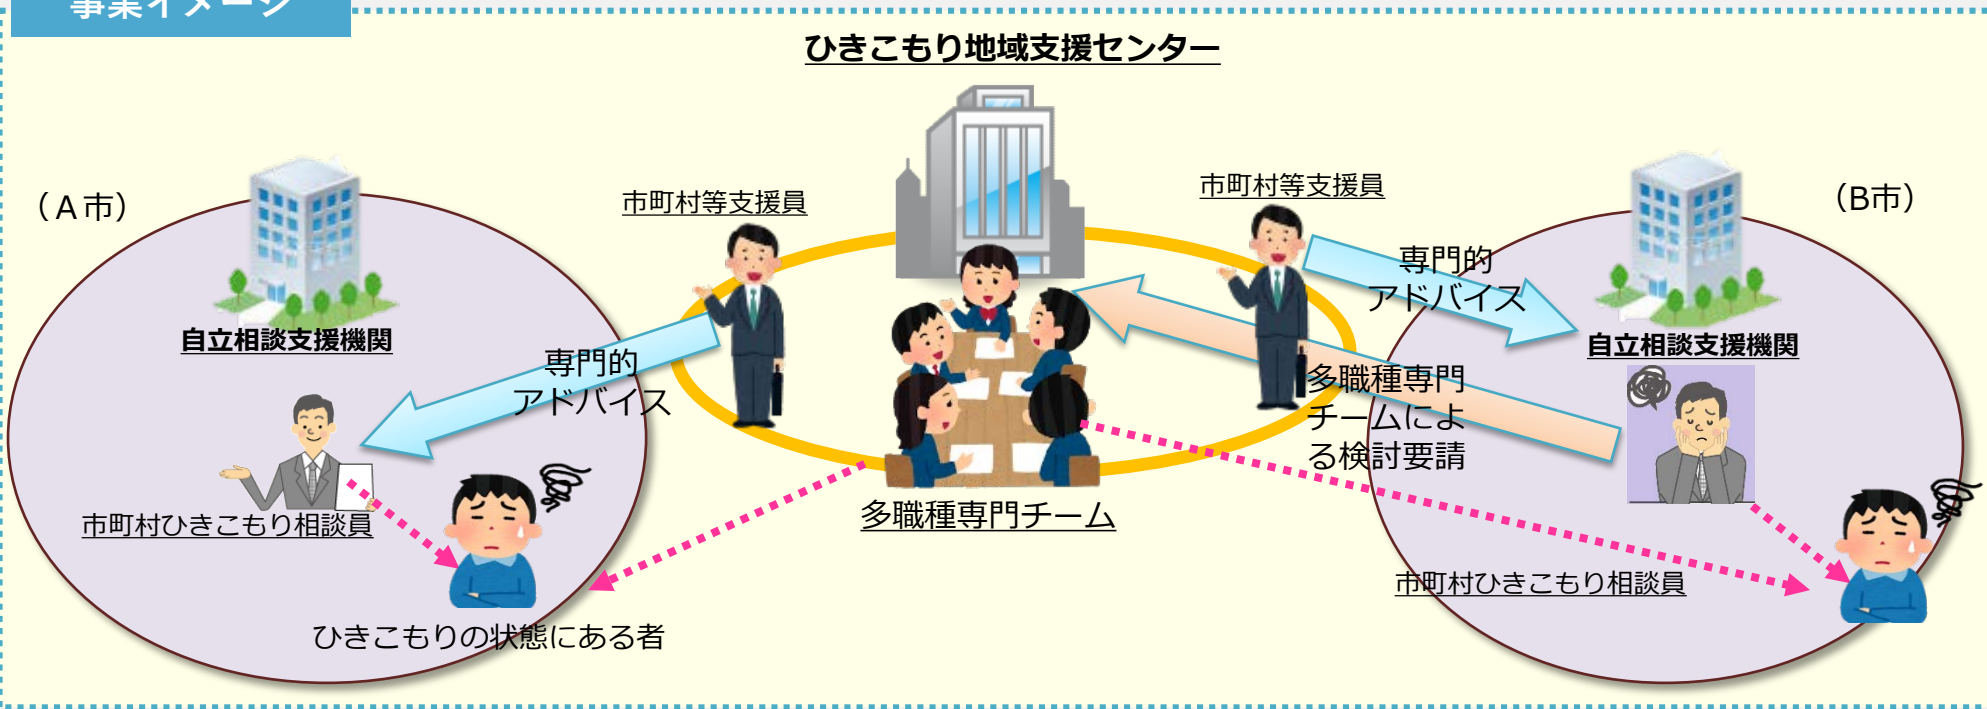 事業イメージ
ひきこもり地域支援センター
（A市）
市町村等支援員
市町村等支援員
（B市）
専門的
アドバイス
自立相談支援機関
自立相談支援機関
専門的
アドバイス
多職種専門
チームによ
る検討要請
市町村ひきこもり相談員
多職種専門チーム
市町村ひきこもり相談員
ひきこもりの状態にある者